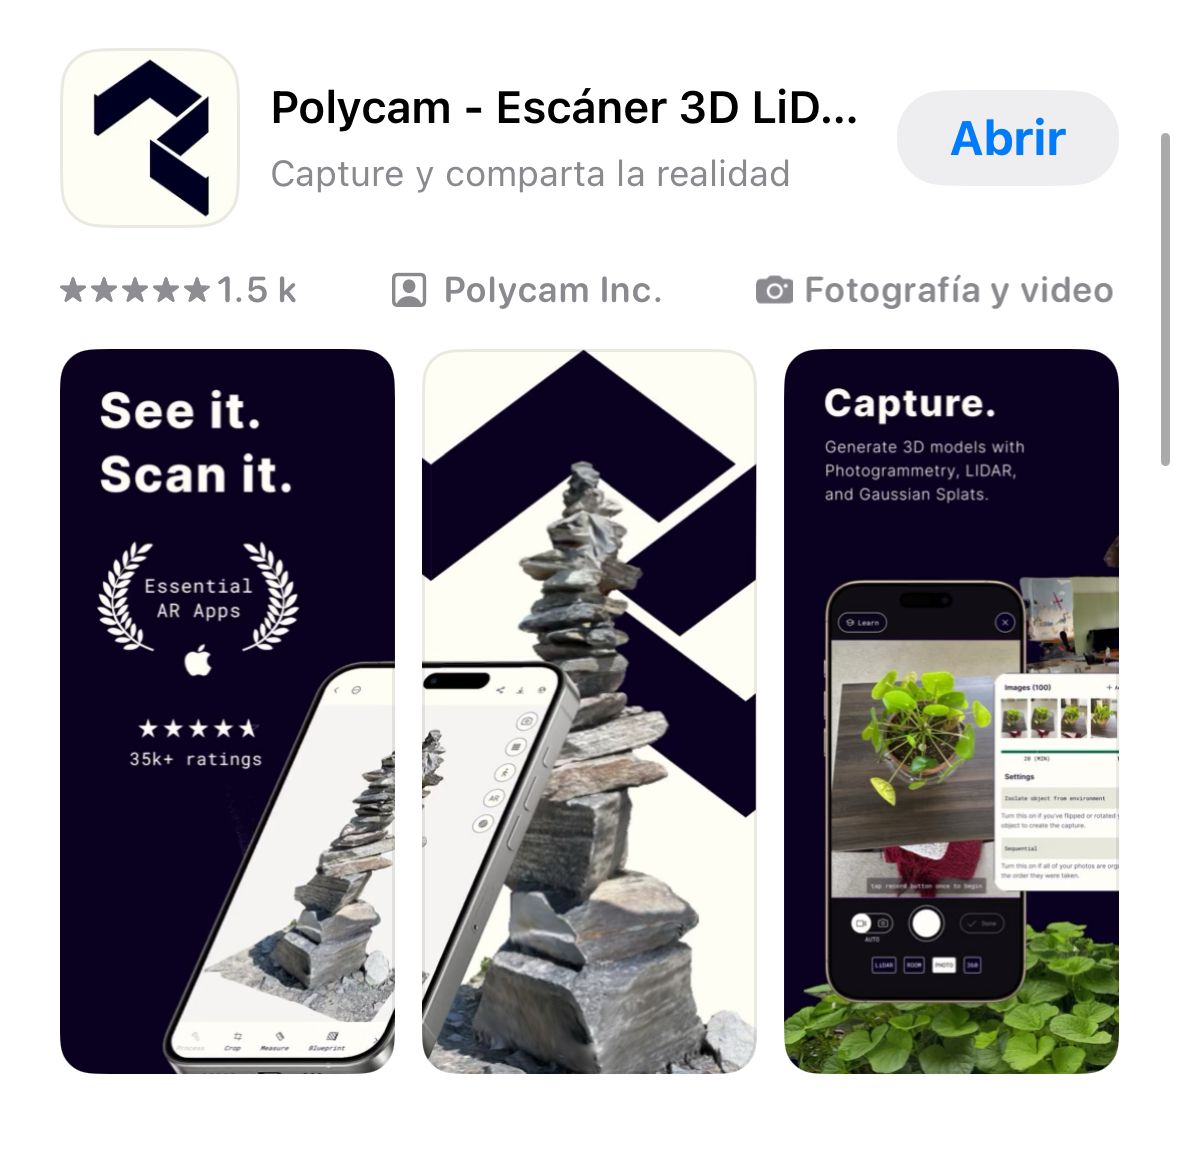 Polycam - Escáner 3D LiD...
Capture y comparta la realidad
Abrir
1.5 k
Polycam Inc.
Fotografía y video
See it.
Scan it.
Essential
AR Apps
35k+ ratings
AR
Process
Crop
Measure
Blueprint
Capture.
Generate 3D models with
Photogrammetry, LIDAR,
and Gaussian Splats.
Learn
Images (100)
20 (MIN)
Settings
Isolate object from environment
Turn this on if you've flipped or rotated
object to create the capture.
Sequential
Turn this on if all of your photos are
the order they were taken.
tap record button once to begin
Done
AUTO
LiDAR
ROOM
PHOTO
360